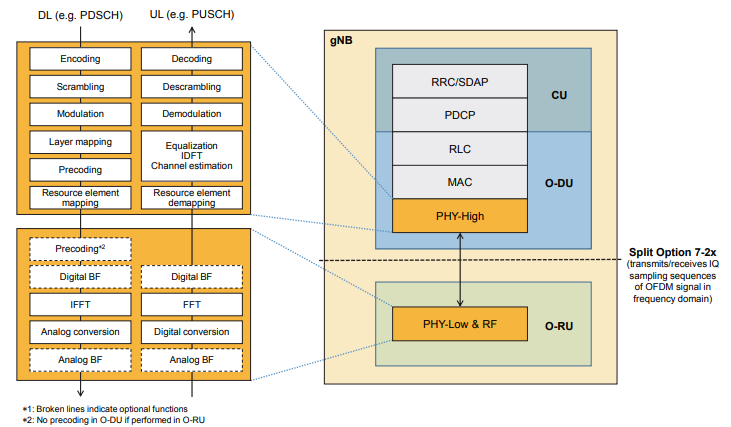 DL (e.g. PDSCH)
UL (e.g. PUSCH)
Encoding
Scrambling
Modulation
Layer mapping
Precoding
Resource element
mapping
Decoding
Descrambling
Demodulation
Equalization
IDFT
Channel estimation
Resource element
demapping
Precoding*2
Digital BF
IFFT
Analog conversion
Analog BF
Digital BF
FFT
Digital conversion
Analog BF
*1: Broken lines indicate optional functions
*2: No precoding in O-DU if performed in O-RU
gNB
RRC/SDAP
PDCP
CU
RLC
MAC
PHY-High
O-DU
Split Option 7-2x
(transmits/receives IQ
sampling sequences
of OFDM signal in
frequency domain)
PHY-Low & RF
O-RU